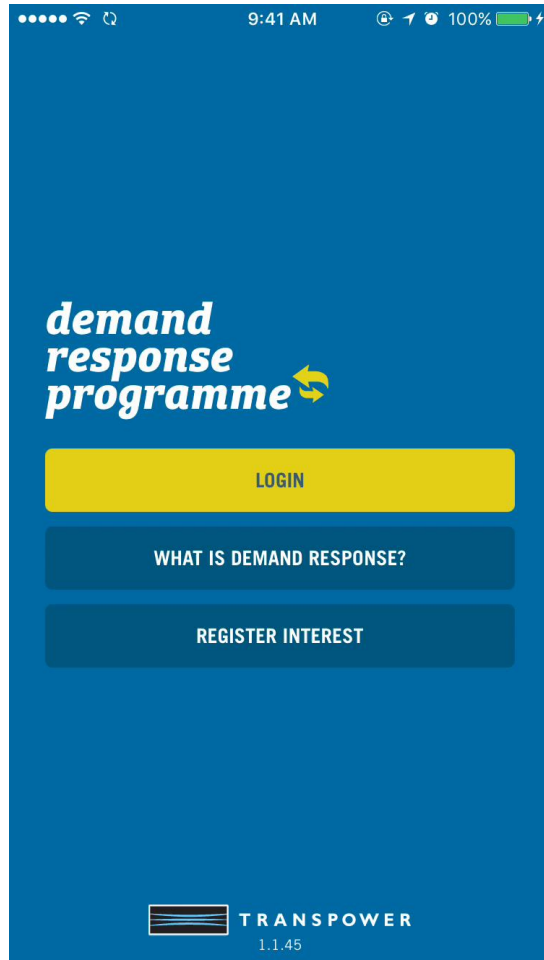 9:41 AM
100%
demand
response
programme
LOGIN
WHAT IS DEMAND RESPONSE?
REGISTER INTEREST
TRANSPOWER
1.1.45